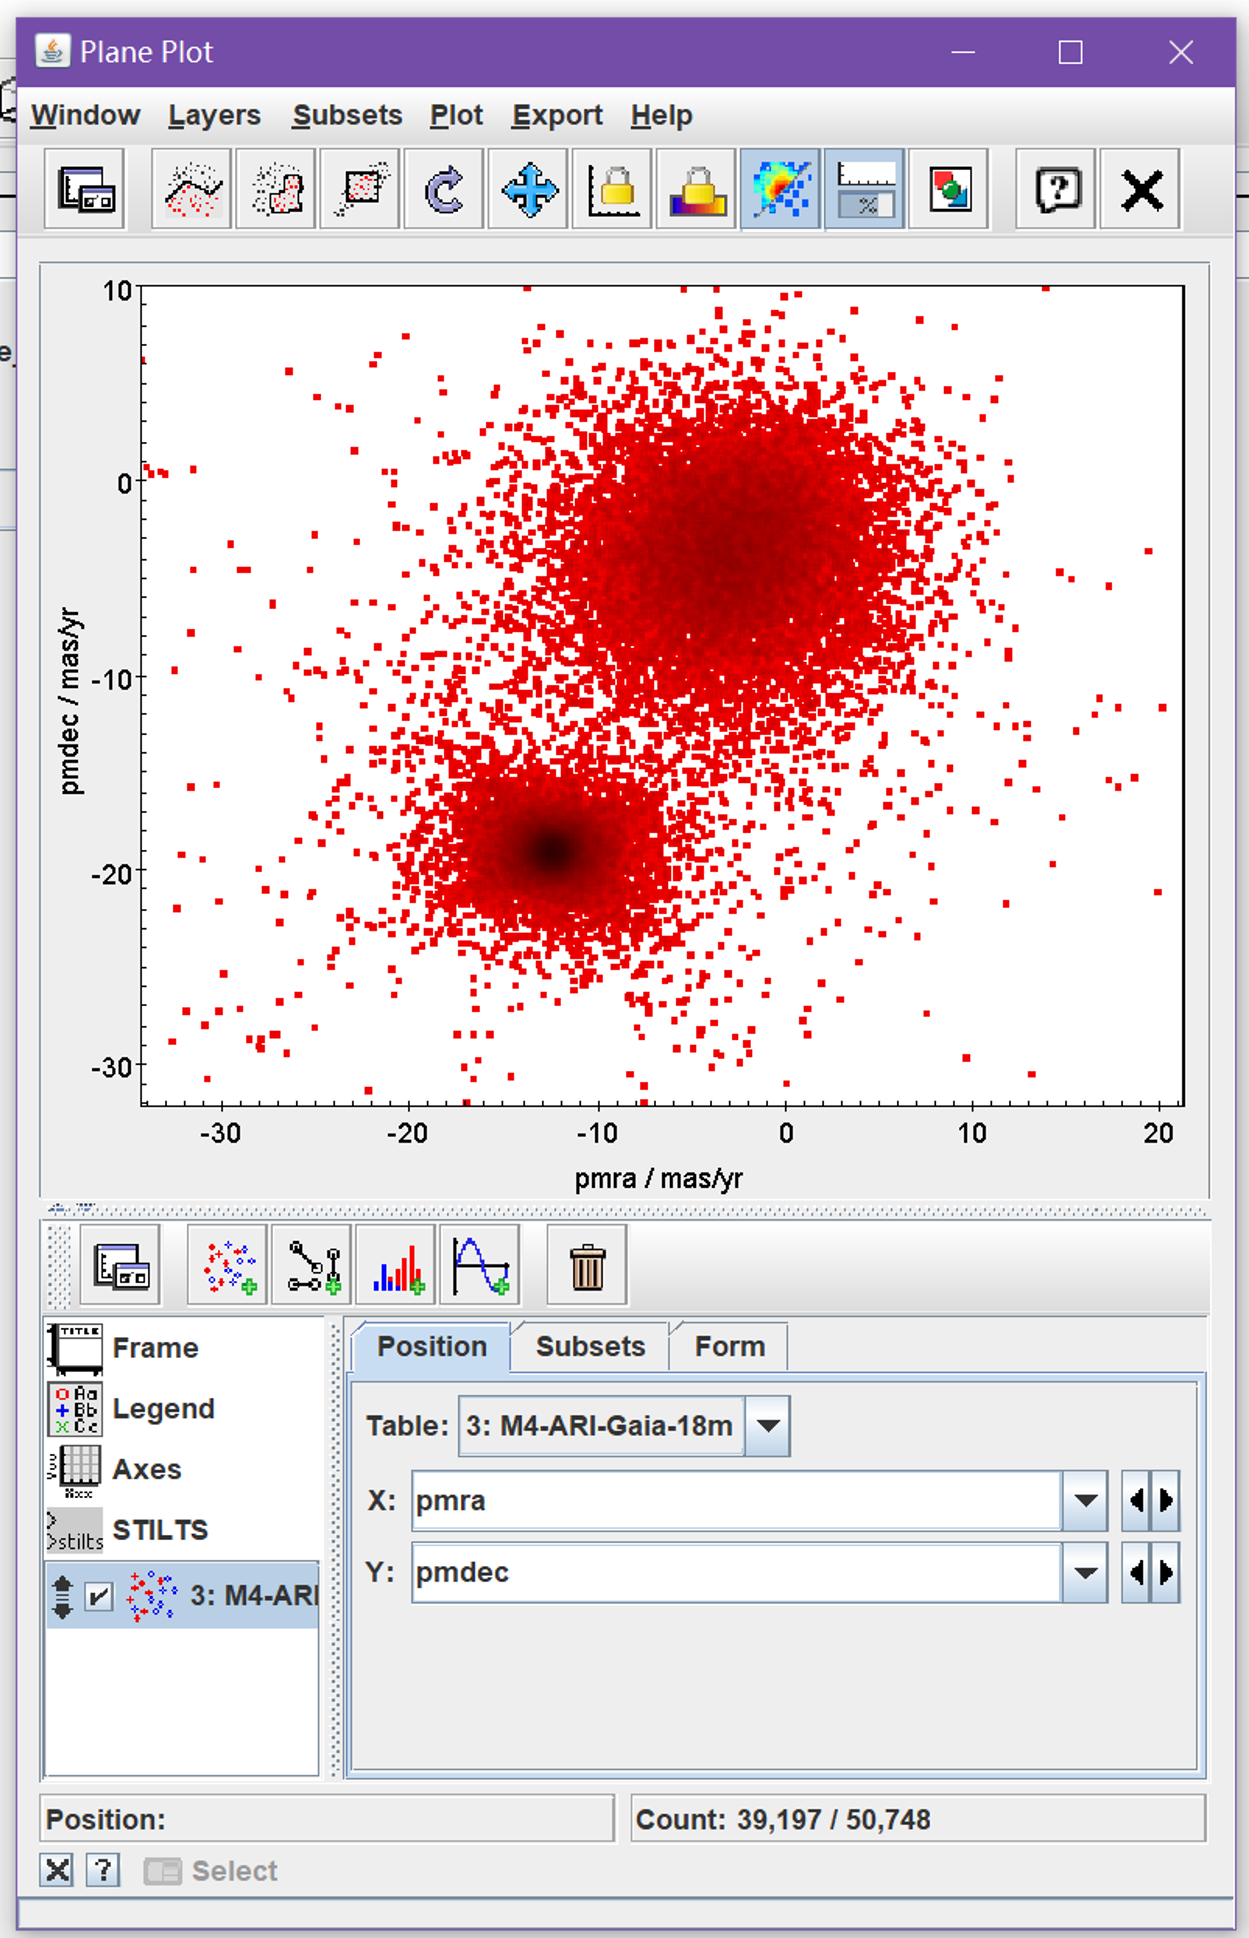 Plane Plot
Window Layers Subsets Plot Export Help
10
0
-10
-20
-30
pmdec / mas/yr
-30 -20 -10 0 10 20
pmra / mas/yr
Frame
Legend
Axes
STILTS
3: M4-ARI
Position Subsets Form
Table: 3: M4-ARI-Gaia-18m
X: pmra
Y: pmdec
Position:
Count: 39,197 / 50,748
Select